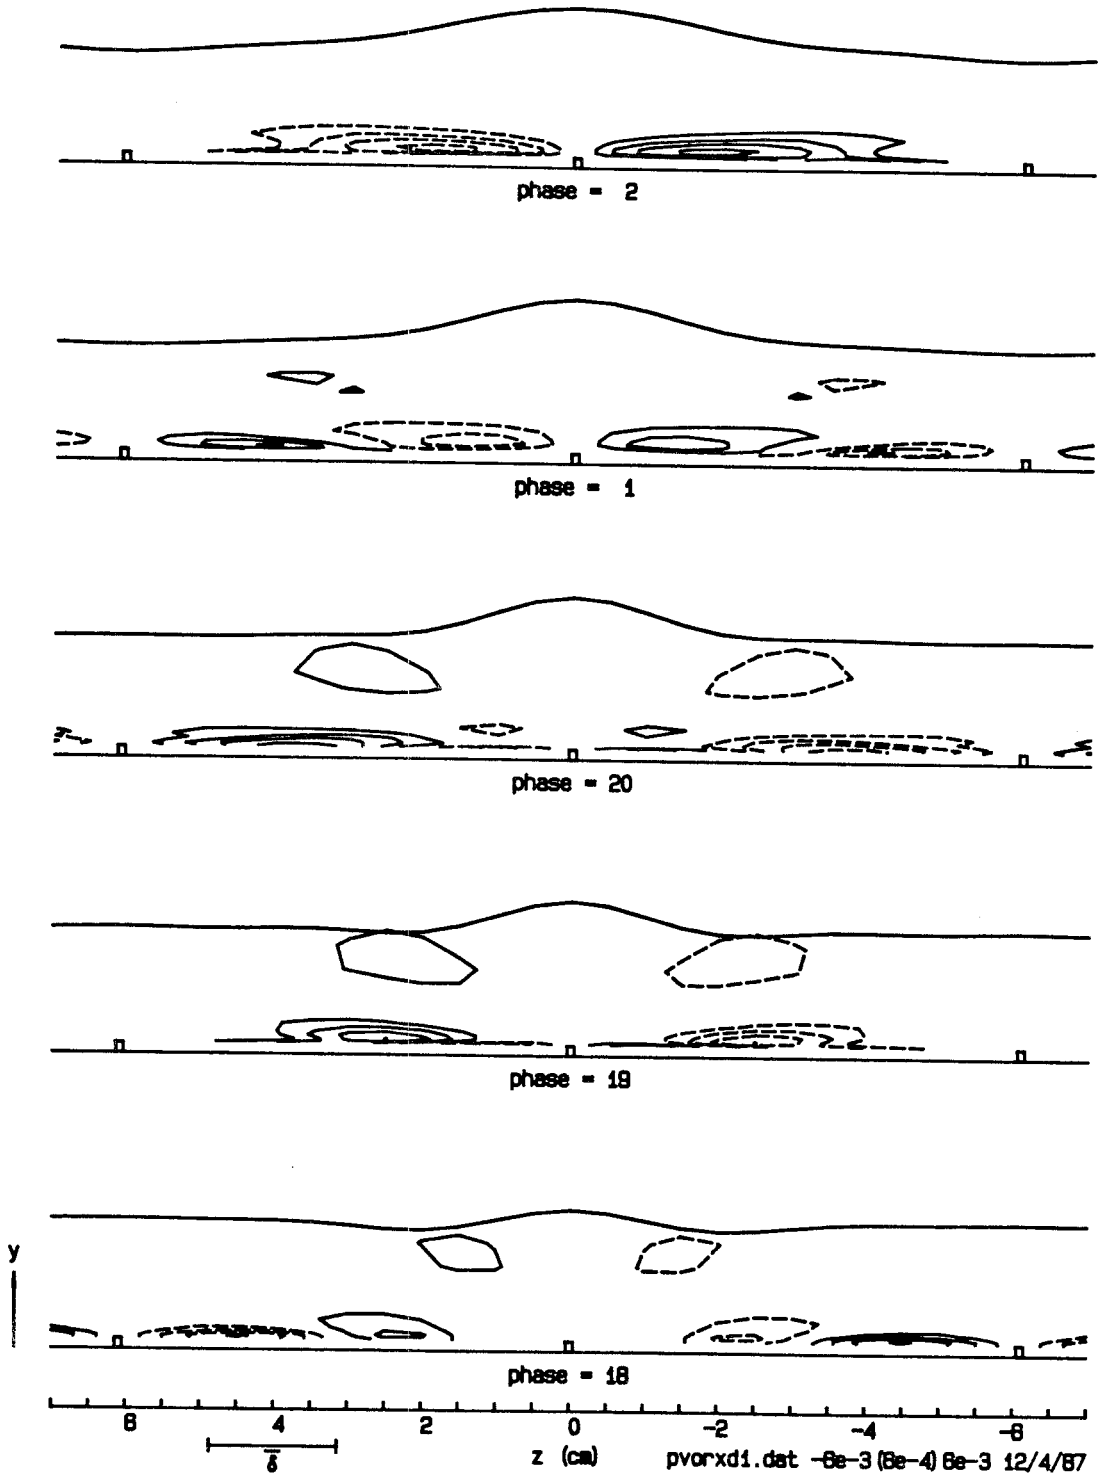 phase = 2
phase = 1
phase = 20
phase = 19
y
phase = 18
6 4 2 0 -2 -4 -6
δ̅
z (cm)
pvorxd1.dat -6e-3 (6e-4) 6e-3 12/4/87